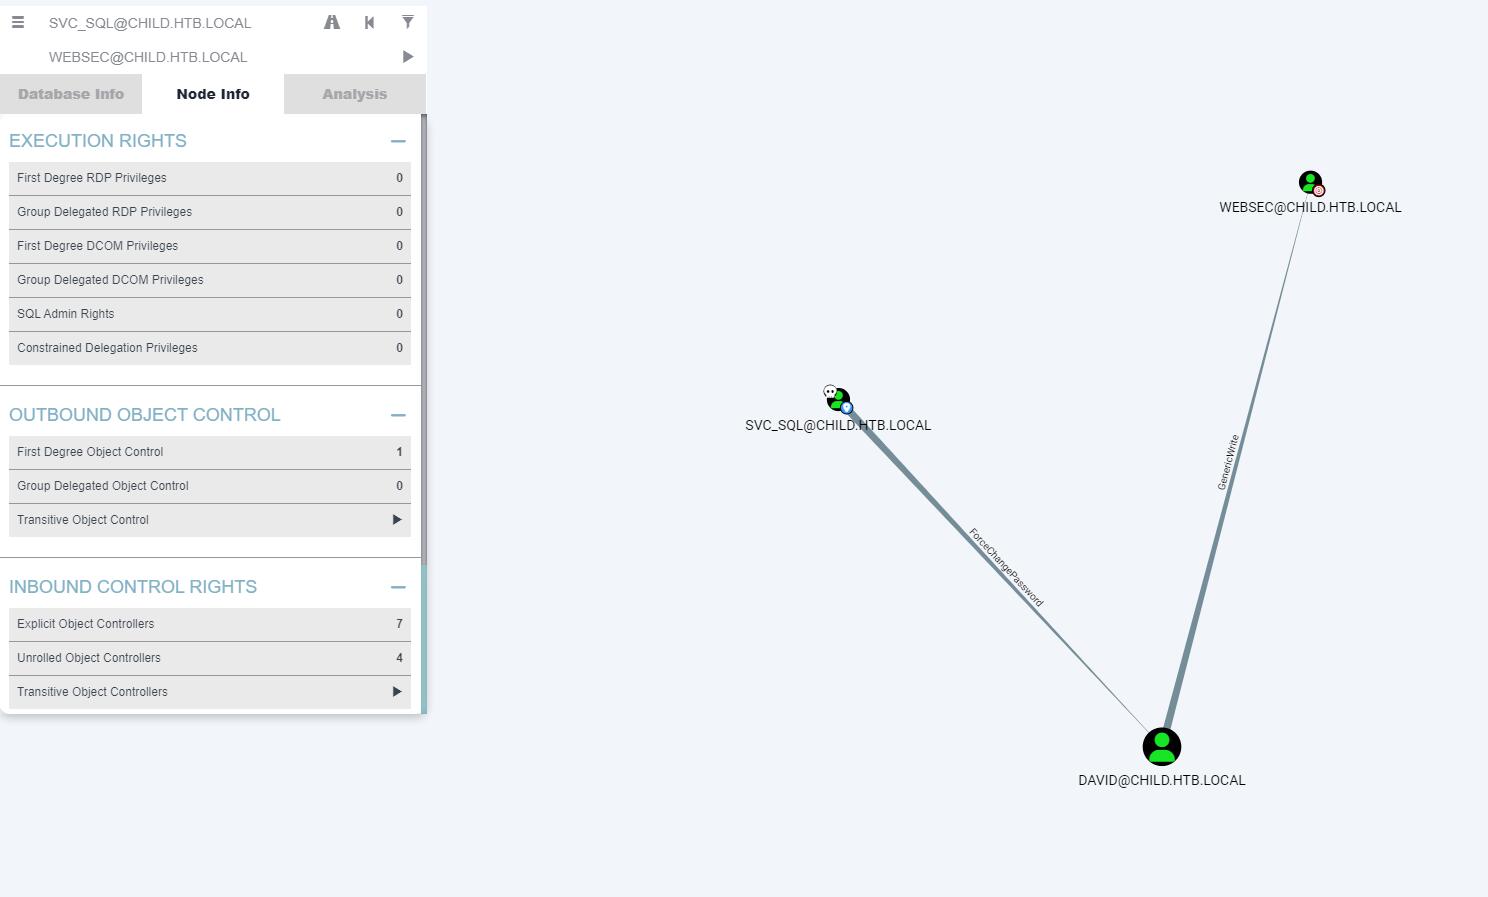 SVC_SQL@CHILD.HTB.LOCAL
WEBSEC@CHILD.HTB.LOCAL
Database Info
Node Info
Analysis
EXECUTION RIGHTS
First Degree RDP Privileges 0
Group Delegated RDP Privileges 0
First Degree DCOM Privileges 0
Group Delegated DCOM Privileges 0
SQL Admin Rights 0
Constrained Delegation Privileges 0
OUTBOUND OBJECT CONTROL
First Degree Object Control 1
Group Delegated Object Control 0
Transitive Object Control
INBOUND CONTROL RIGHTS
Explicit Object Controllers 7
Unrolled Object Controllers 4
Transitive Object Controllers
WEBSEC@CHILD.HTB.LOCAL
SVC_SQL@CHILD.HTB.LOCAL
GenericWrite
ForceChangePassword
DAVID@CHILD.HTB.LOCAL